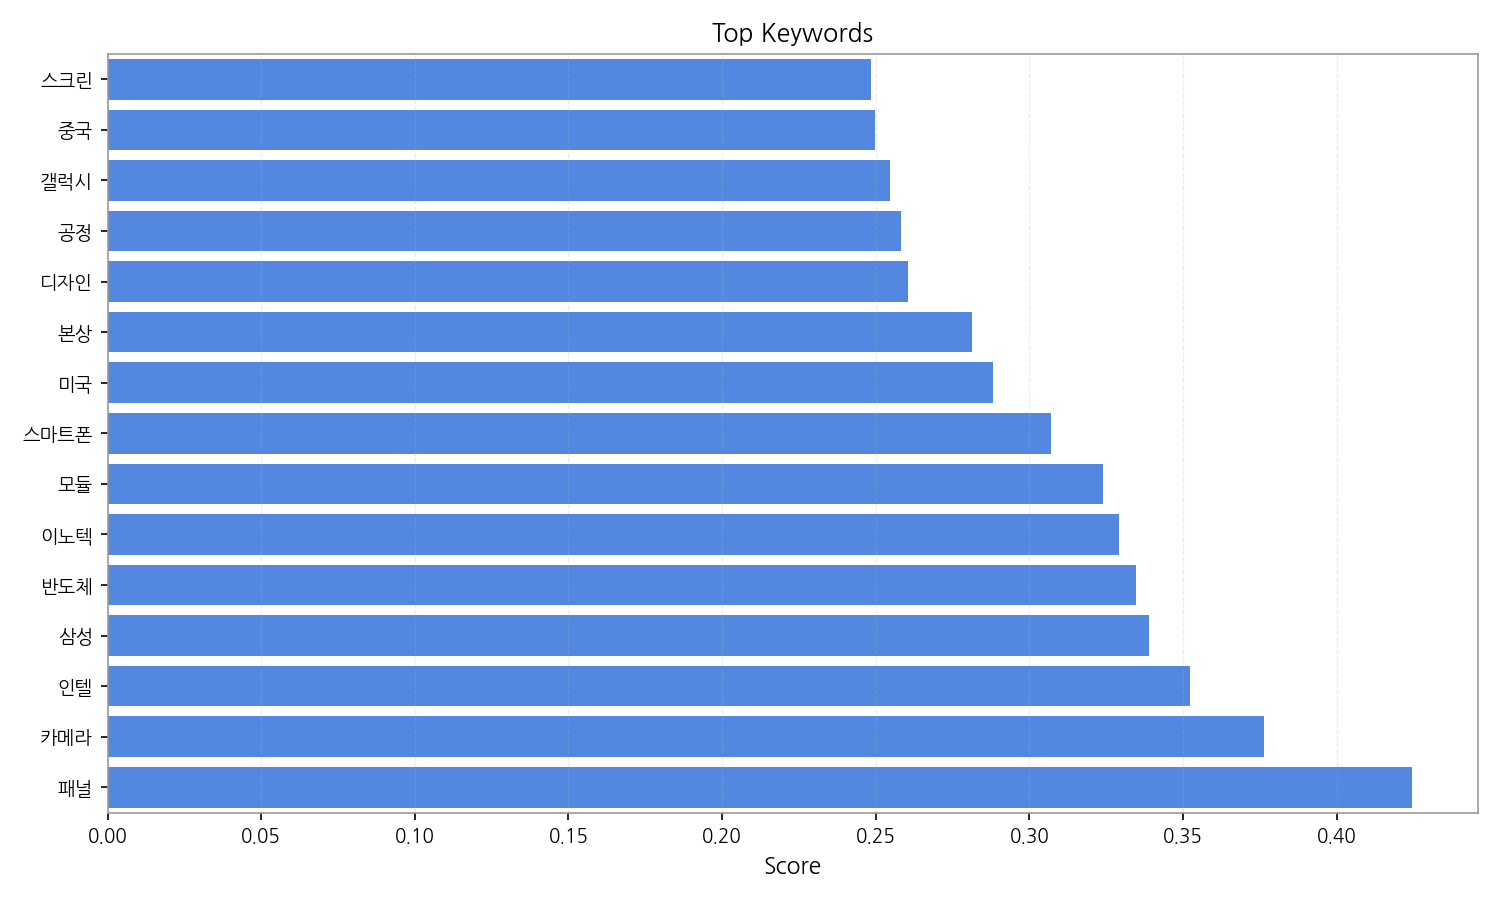 Top Keywords
스크린
중국
갤럭시
공정
디자인
본상
미국
스마트폰
모듈
이노텍
반도체
삼성
인텔
카메라
패널
0.00 0.05 0.10 0.15 0.20 0.25 0.30 0.35 0.40
Score